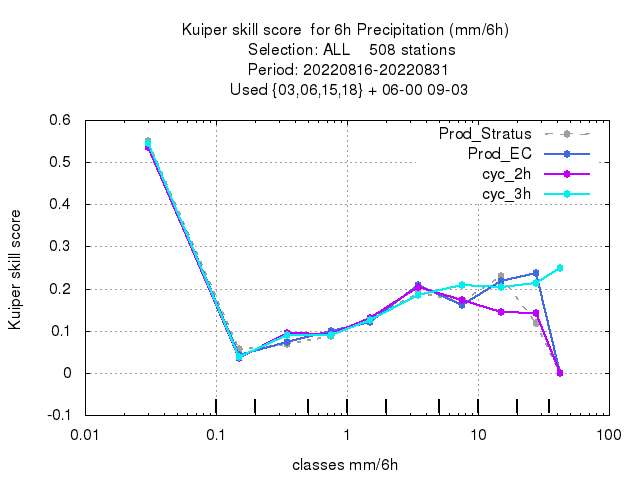 Kuiper skill score  for 6h Precipitation (mm/6h)
Selection: ALL    508 stations
Period: 20220816-20220831
Used {03,06,15,18} + 06-00 09-03
Prod_Stratus
Prod_EC
cyc_2h
cyc_3h
0.6
0.5
0.4
0.3
0.2
0.1
0
-0.1
Kuiper skill score
0.01 0.1 1 10 100
classes mm/6h